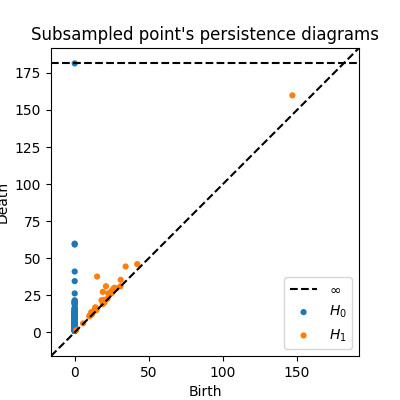 Subsampled point's persistence diagrams
Death
175
150
125
100
75
50
25
0
∞
H₀
H₁
0 50 100 150
Birth